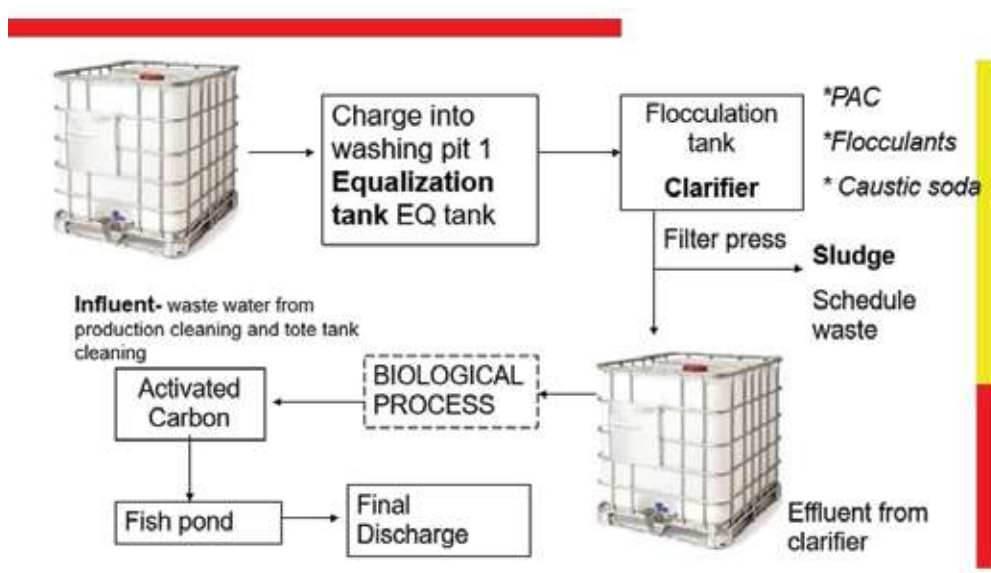 Charge into
washing pit 1
Equalization
tank EQ tank
Flocculation
tank
Clarifier
*PAC
*Flocculants
* Caustic soda
Filter press
Sludge
Schedule
waste
Influent- waste water from
production cleaning and tote tank
cleaning
BIOLOGICAL
PROCESS
Activated
Carbon
Fish pond
Final
Discharge
Effluent from
clarifier